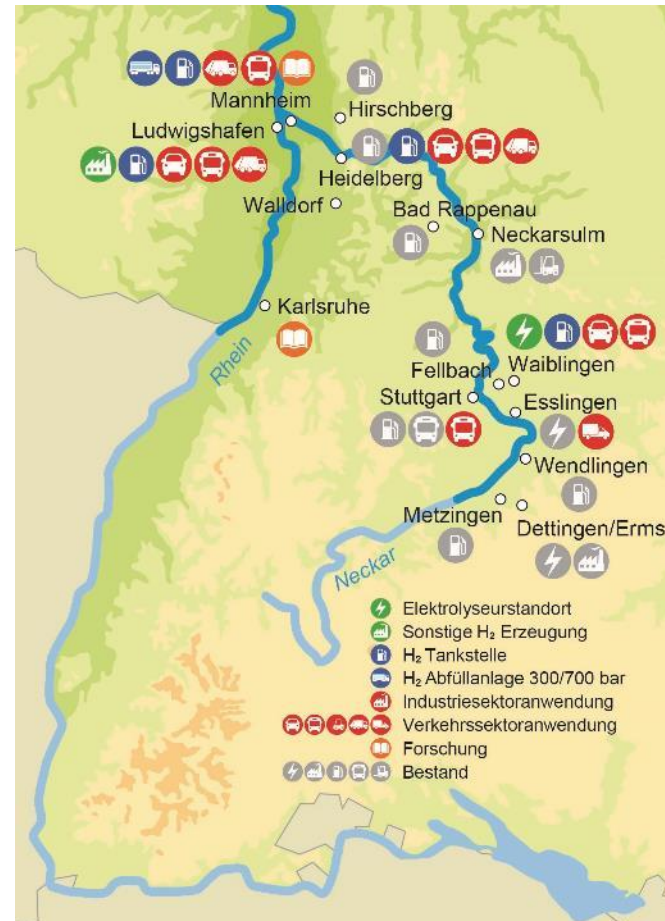 Mannheim
Hirschberg
Ludwigshafen
Heidelberg
Walldorf
Bad Rappenau
Neckarsulm
Karlsruhe
Rhein
Fellbach
Waiblingen
Stuttgart
Esslingen
Wendlingen
Metzingen
Dettingen/Erms
Neckar
Elektrolyseurstandort
Sonstige H₂ Erzeugung
H₂ Tankstelle
H₂ Abfüllanlage 300/700 bar
Industriesektoranwendung
Verkehrssektoranwendung
Forschung
Bestand